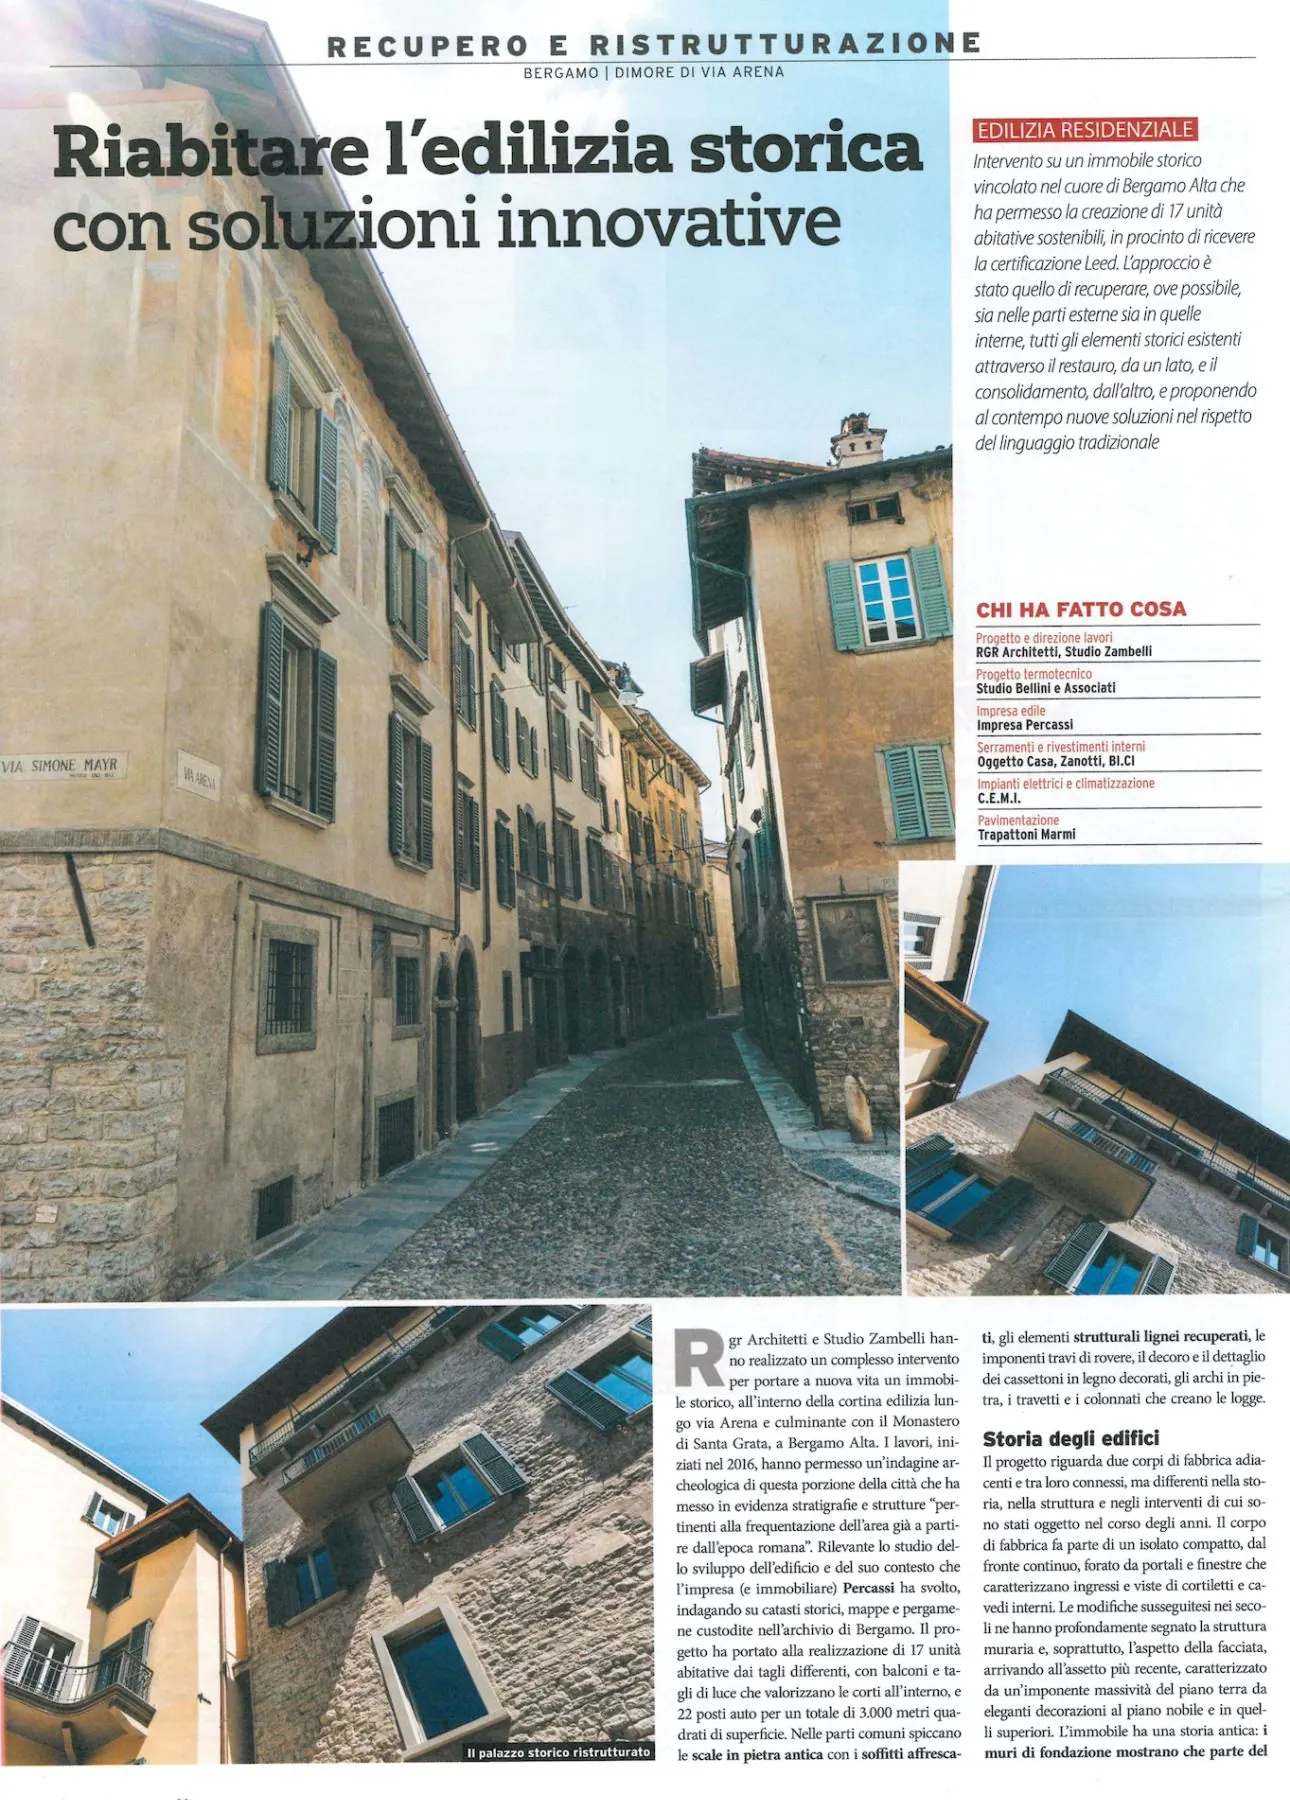 RECUPERO E RISTRUTTURAZIONE
BERGAMO | DIMORE DI VIA ARENA
Riabitare l'edilizia storica
con soluzioni innovative
EDILIZIA RESIDENZIALE
Intervento su un immobile storico
vincolato nel cuore di Bergamo Alta che
ha permesso la creazione di 17 unità
abitative sostenibili, in procinto di ricevere
la certificazione Leed. L'approccio è
stato quello di recuperare, ove possibile,
sia nelle parti esterne sia in quelle
interne, tutti gli elementi storici esistenti
attraverso il restauro, da un lato, e il
consolidamento, dall'altro, e proponendo
al contempo nuove soluzioni nel rispetto
del linguaggio tradizionale
CHI HA FATTO COSA
Progetto e direzione lavori
RGR Architetti, Studio Zambelli
Progetto termotecnico
Studio Bellini e Associati
Impresa edile
Impresa Percassi
Serramenti e rivestimenti interni
Oggetto Casa, Zanotti, BI.CI
Impianti elettrici e climatizzazione
C.E.M.I.
Pavimentazione
Trapattoni Marmi
VIA SIMONE MAYR
VIA ARENA
Il palazzo storico ristrutturato
Rgr Architetti e Studio Zambelli han-
no realizzato un complesso intervento
per portare a nuova vita un immobi-
le storico, all'interno della cortina edilizia lun-
go via Arena e culminante con il Monastero
di Santa Grata, a Bergamo Alta. I lavori, ini-
ziati nel 2016, hanno permesso un'indagine ar-
cheologica di questa porzione della città che ha
messo in evidenza stratigrafie e strutture "per-
tinenti alla frequentazione dell'area già a parti-
re dall'epoca romana". Rilevante lo studio del-
lo sviluppo dell'edificio e del suo contesto che
l'impresa (e immobiliare) Percassi ha svolto,
indagando su catasti storici, mappe e pergame-
ne custodite nell'archivio di Bergamo. Il pro-
getto ha portato alla realizzazione di 17 unità
abitative dai tagli differenti, con balconi e ta-
gli di luce che valorizzano le corti all'interno, e
22 posti auto per un totale di 3.000 metri qua-
drati di superficie. Nelle parti comuni spiccano
le scale in pietra antica con i soffitti affresca-
ti, gli elementi strutturali lignei recuperati, le
imponenti travi di rovere, il decoro e il dettaglio
dei cassettoni in legno decorati, gli archi in pie-
tra, i travetti e i colonnati che creano le logge.
Storia degli edifici
Il progetto riguarda due corpi di fabbrica adia-
centi e tra loro connessi, ma differenti nella sto-
ria, nella struttura e negli interventi di cui so-
no stati oggetto nel corso degli anni. Il corpo
di fabbrica fa parte di un isolato compatto, dal
fronte continuo, forato da portali e finestre che
caratterizzano ingressi e viste di cortiletti e ca-
vedi interni. Le modifiche susseguitesi nei seco-
li ne hanno profondamente segnato la struttura
muraria e, soprattutto, l'aspetto della facciata,
arrivando all'assetto più recente, caratterizzato
da un'imponente massività del piano terra da
eleganti decorazioni al piano nobile e in quel-
li superiori. L'immobile ha una storia antica: i
muri di fondazione mostrano che parte del